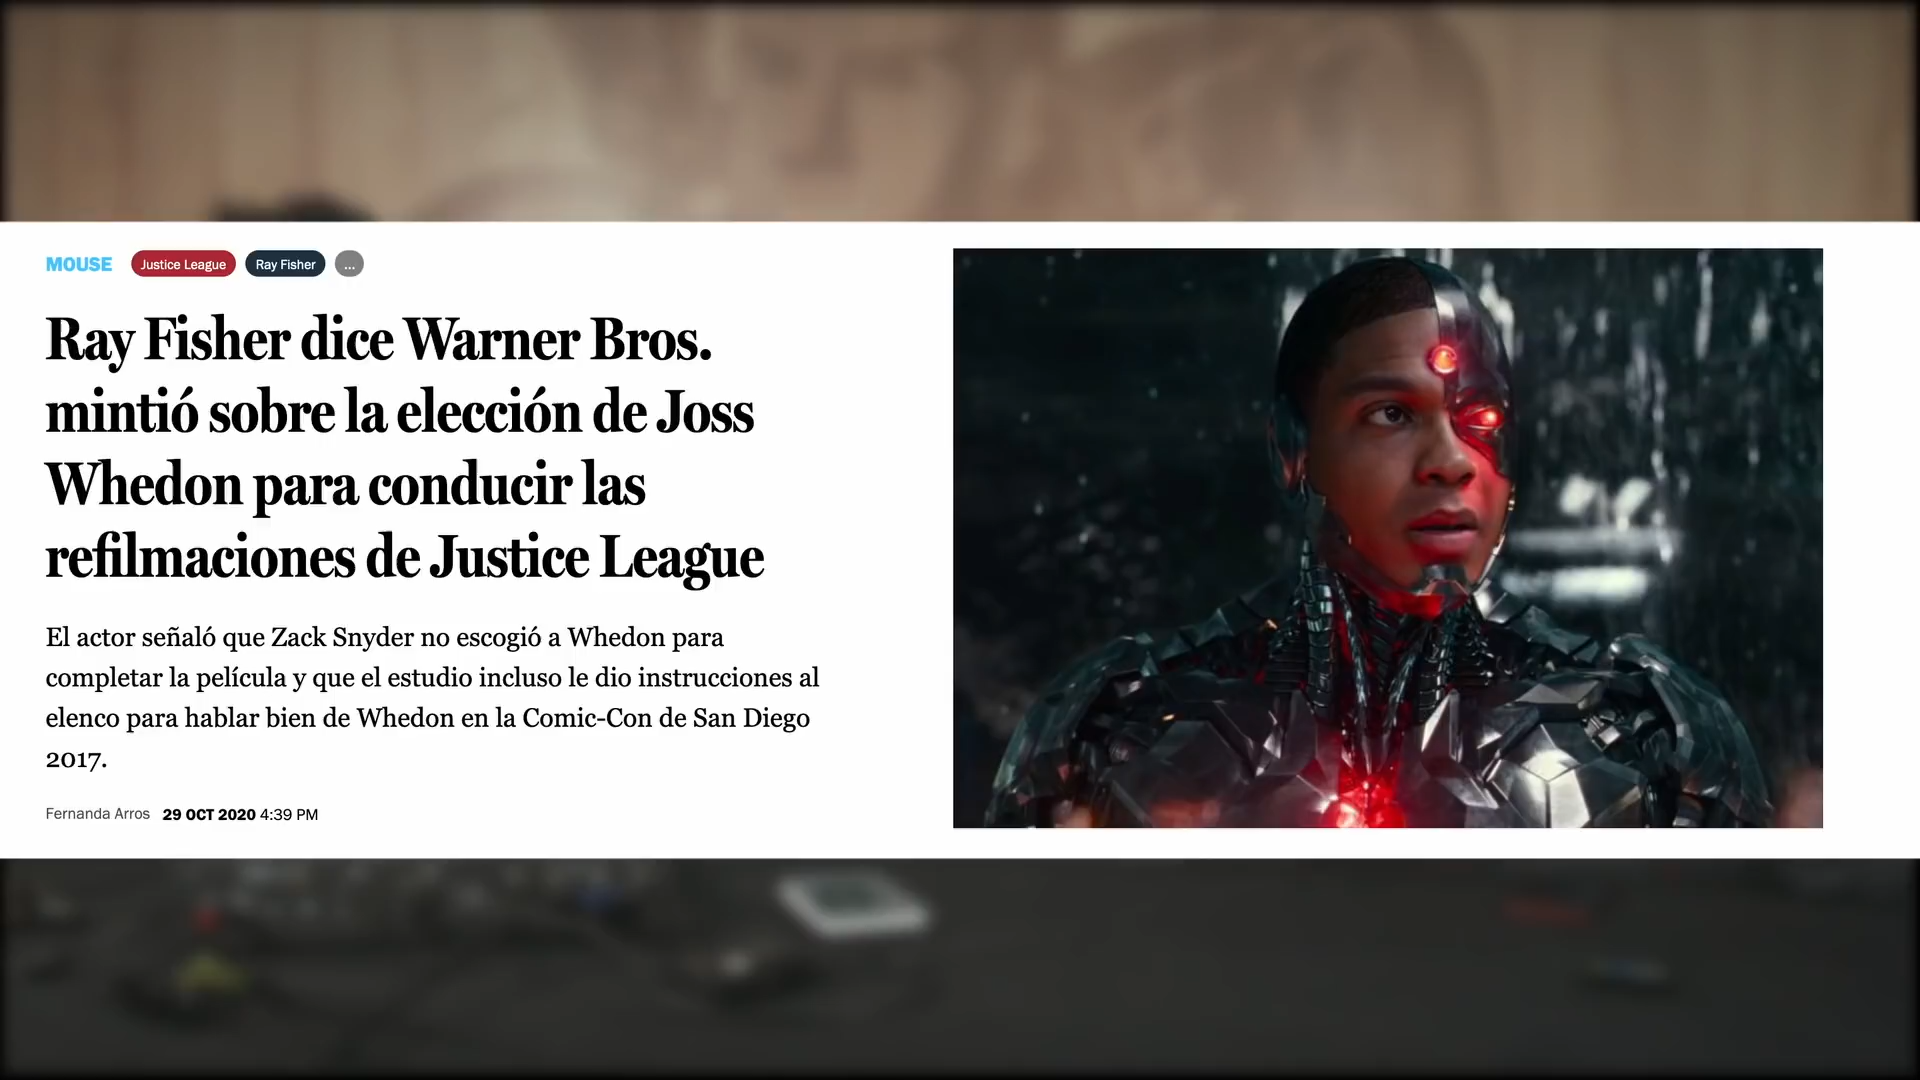 MOUSE Justice League Ray Fisher ...
Ray Fisher dice Warner Bros.
mintió sobre la elección de Joss
Whedon para conducir las
refilmaciones de Justice League
El actor señaló que Zack Snyder no escogió a Whedon para
completar la película y que el estudio incluso le dio instrucciones al
elenco para hablar bien de Whedon en la Comic-Con de San Diego
2017.
Fernanda Arros 29 OCT 2020 4:39 PM